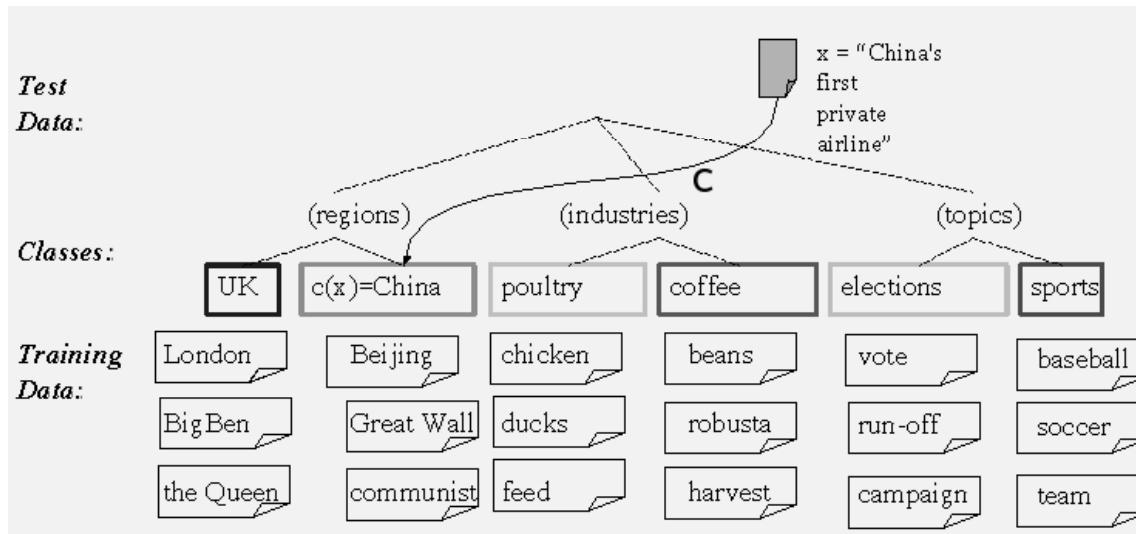 Test
Data:
x = "China's
first
private
airline"
C
(regions) (industries) (topics)
Classes:
UK c(x)=China poultry coffee elections sports
Training
Data:
London Beijing chicken beans vote baseball
BigBen Great Wall ducks robusta run-off soccer
the Queen communist feed harvest campaign team